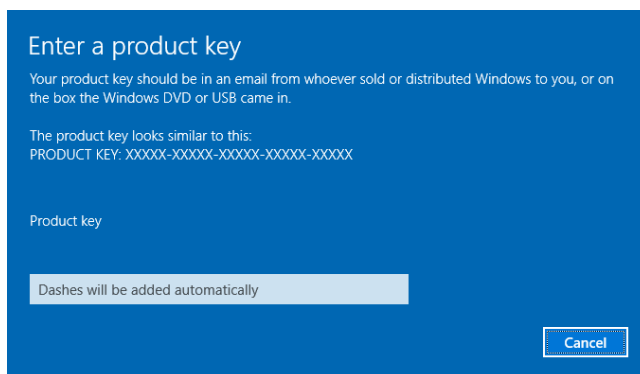 Enter a product key
Your product key should be in an email from whoever sold or distributed Windows to you, or on
the box the Windows DVD or USB came in.
The product key looks similar to this:
PRODUCT KEY: XXXXX-XXXXX-XXXXX-XXXXX-XXXXX
Product key
Dashes will be added automatically
Cancel